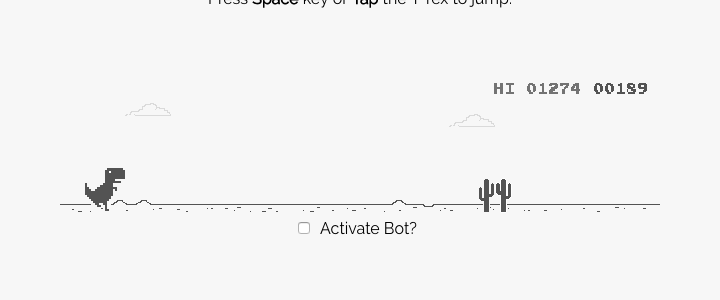 Press Space key or Tap the T-rex to jump.
HI 01274 00189
Activate Bot?